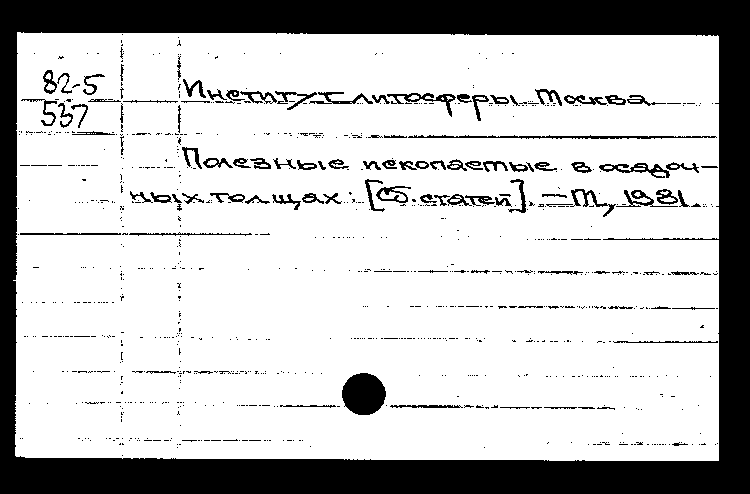 82-5
537
Институт литосферы. Москва.
Полезные ископаемые в осадоч-
ных толщах: [Сб. статей]. — М., 1981.